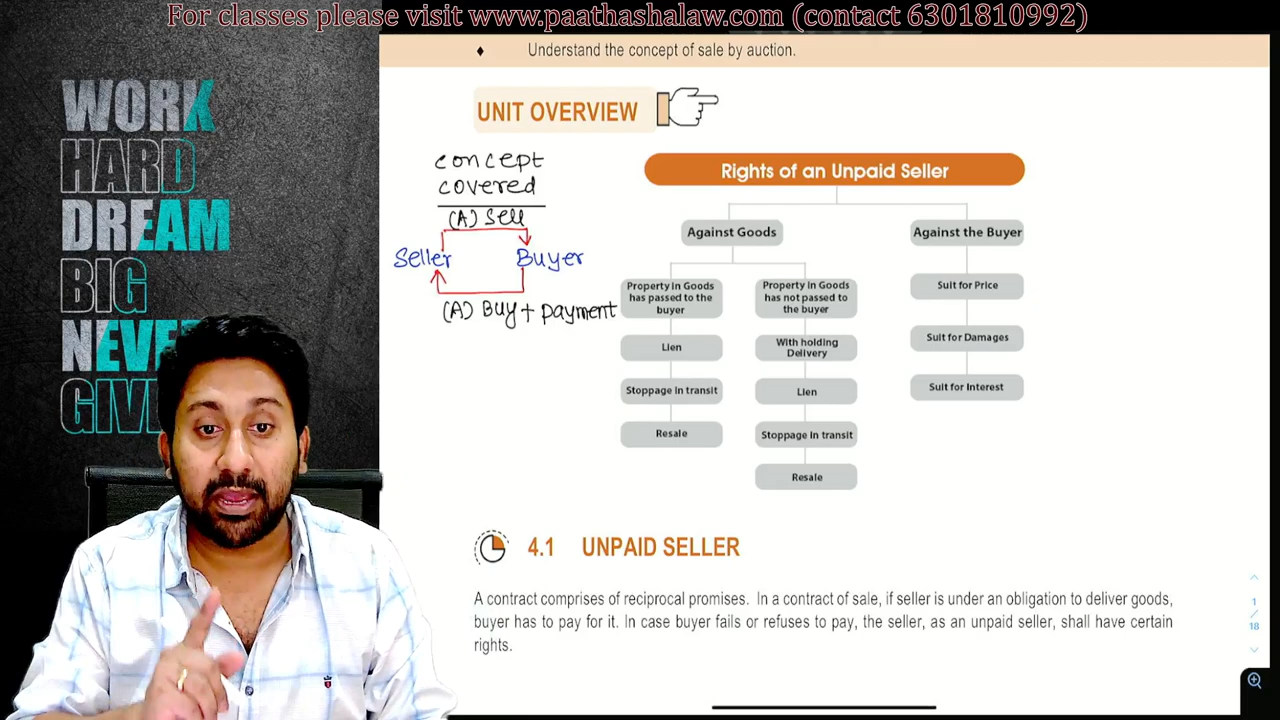 For classes please visit www.paathashalaw.com (contact 6301810992)
WORK
HARD
DREAM
BIG
NEVE
GIV
♦ Understand the concept of sale by auction.
UNIT OVERVIEW
concept
covered
(A) Sell
Seller Buyer
(A) Buy + payment
Rights of an Unpaid Seller
Against Goods
Against the Buyer
Property in Goods
has passed to the
buyer
Lien
Stoppage in transit
Resale
Property in Goods
has not passed to
the buyer
With holding
Delivery
Lien
Stoppage in transit
Resale
Suit for Price
Suit for Damages
Suit for Interest
4.1 UNPAID SELLER
A contract comprises of reciprocal promises. In a contract of sale, if seller is under an obligation to deliver goods,
buyer has to pay for it. In case buyer fails or refuses to pay, the seller, as an unpaid seller, shall have certain
rights.
1
/
18